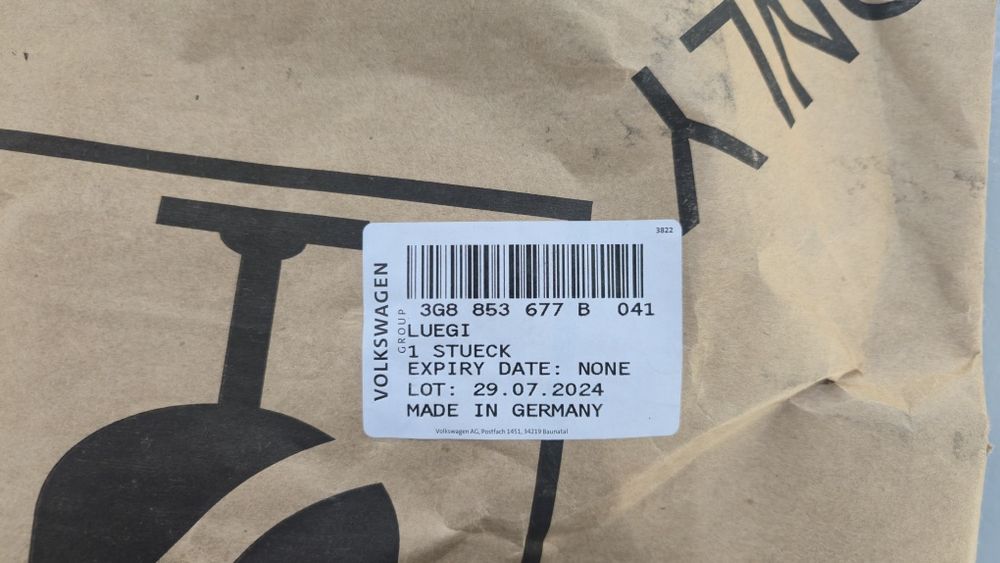 ONLY
3822
VOLKSWAGEN
GROUP
3G8 853 677 B 041
LUEGI
1 STUECK
EXPIRY DATE: NONE
LOT: 29.07.2024
MADE IN GERMANY
Volkswagen AG, Postfach 1451, 34219 Baunatal